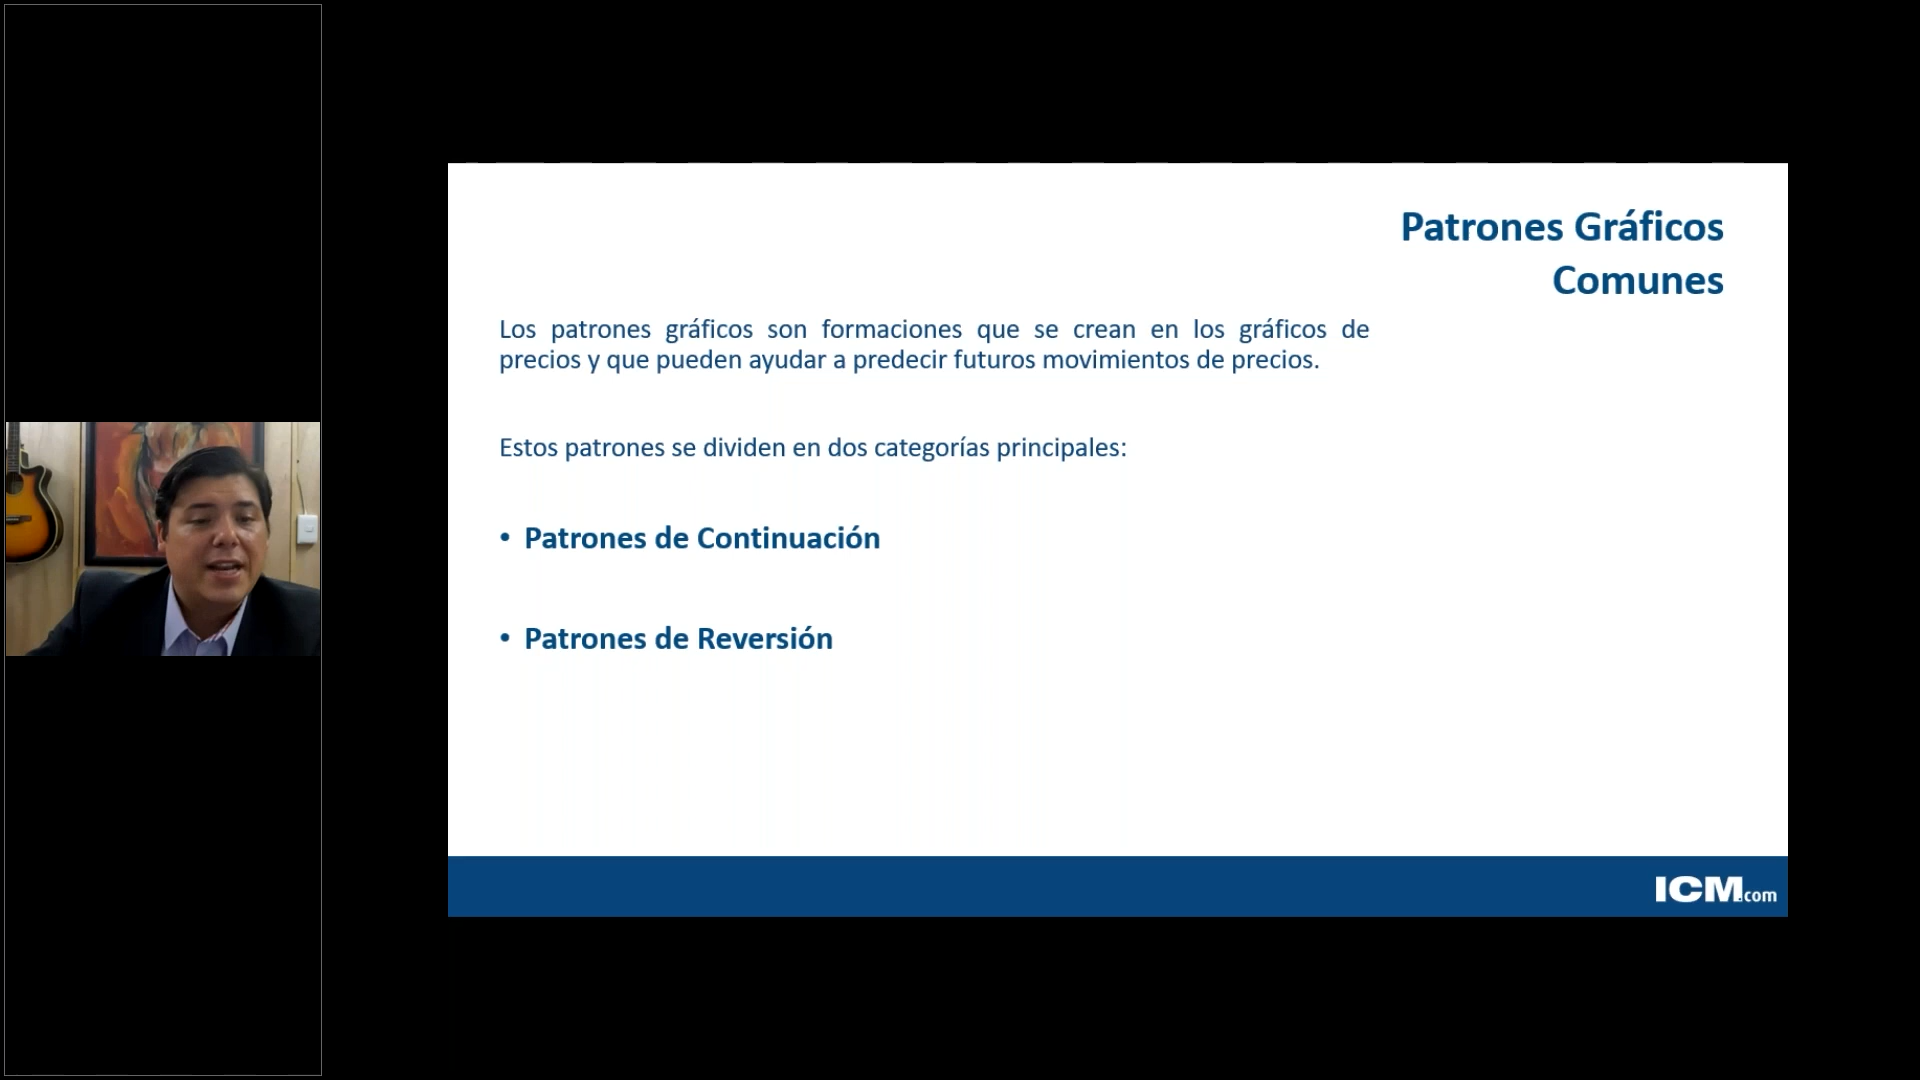 Patrones Gráficos
Comunes
Los patrones gráficos son formaciones que se crean en los gráficos de
precios y que pueden ayudar a predecir futuros movimientos de precios.
Estos patrones se dividen en dos categorías principales:
• Patrones de Continuación
• Patrones de Reversión
ICM.com